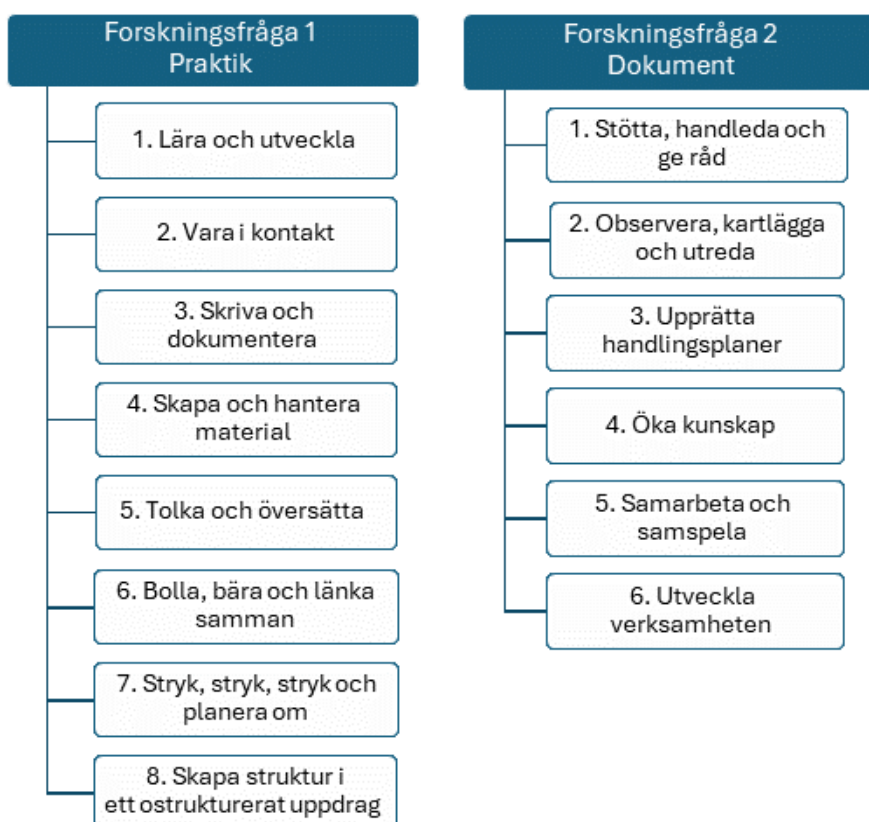 Forskningsfråga 1
Praktik
1. Lära och utveckla
2. Vara i kontakt
3. Skriva och
dokumentera
4. Skapa och hantera
material
5. Tolka och översätta
6. Bolla, bära och länka
samman
7. Stryk, stryk, stryk och
planera om
8. Skapa struktur i
ett ostrukturerat uppdrag
Forskningsfråga 2
Dokument
1. Stötta, handleda och
ge råd
2. Observera, kartlägga
och utreda
3. Upprätta
handlingsplaner
4. Öka kunskap
5. Samarbeta och
samspela
6. Utveckla
verksamheten